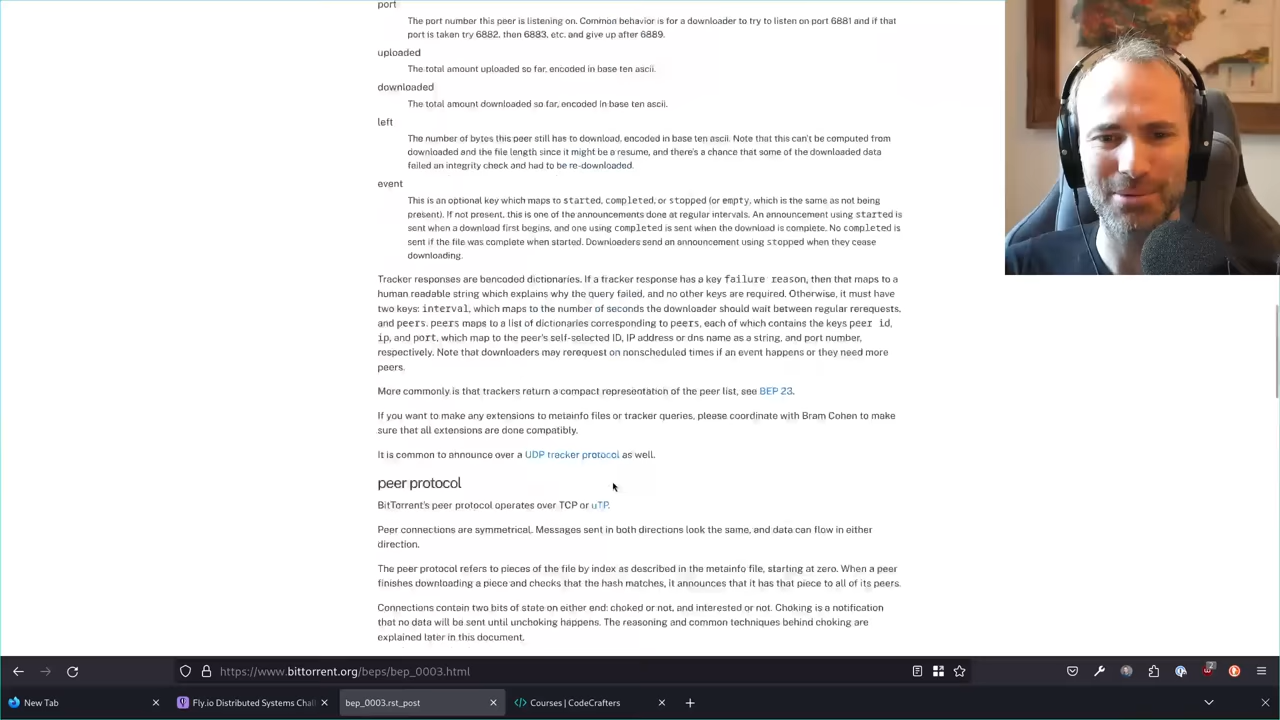 port
The port number this peer is listening on. Common behavior is for a downloader to try to listen on port 6881 and if that
port is taken try 6882, then 6883, etc. and give up after 6889.
uploaded
The total amount uploaded so far, encoded in base ten ascii.
downloaded
The total amount downloaded so far, encoded in base ten ascii.
left
The number of bytes this peer still has to download, encoded in base ten ascii. Note that this can't be computed from
downloaded and the file length since it might be a resume, and there's a chance that some of the downloaded data
failed an integrity check and had to be re-downloaded.
event
This is an optional key which maps to started, completed, or stopped (or empty, which is the same as not being
present). If not present, this is one of the announcements done at regular intervals. An announcement using started is
sent when a download first begins, and one using completed is sent when the download is complete. No completed is
sent if the file was complete when started. Downloaders send an announcement using stopped when they cease
downloading.
Tracker responses are bencoded dictionaries. If a tracker response has a key failure reason, then that maps to a
human readable string which explains why the query failed, and no other keys are required. Otherwise, it must have
two keys: interval, which maps to the number of seconds the downloader should wait between regular rerequests,
and peers. peers maps to a list of dictionaries corresponding to peers, each of which contains the keys peer id,
ip, and port, which map to the peer's self-selected ID, IP address or dns name as a string, and port number,
respectively. Note that downloaders may rerequest on nonscheduled times if an event happens or they need more
peers.
More commonly is that trackers return a compact representation of the peer list, see BEP 23.
If you want to make any extensions to metainfo files or tracker queries, please coordinate with Bram Cohen to make
sure that all extensions are done compatibly.
It is common to announce over a UDP tracker protocol as well.
peer protocol
BitTorrent's peer protocol operates over TCP or uTP.
Peer connections are symmetrical. Messages sent in both directions look the same, and data can flow in either
direction.
The peer protocol refers to pieces of the file by index as described in the metainfo file, starting at zero. When a peer
finishes downloading a piece and checks that the hash matches, it announces that it has that piece to all of its peers.
Connections contain two bits of state on either end: choked or not, and interested or not. Choking is a notification
that no data will be sent until unchoking happens. The reasoning and common techniques behind choking are
explained later in this document.
https://www.bittorrent.org/beps/bep_0003.html
2
New Tab
Fly.io Distributed Systems Chal
bep_0003.rst_post
Courses | CodeCrafters